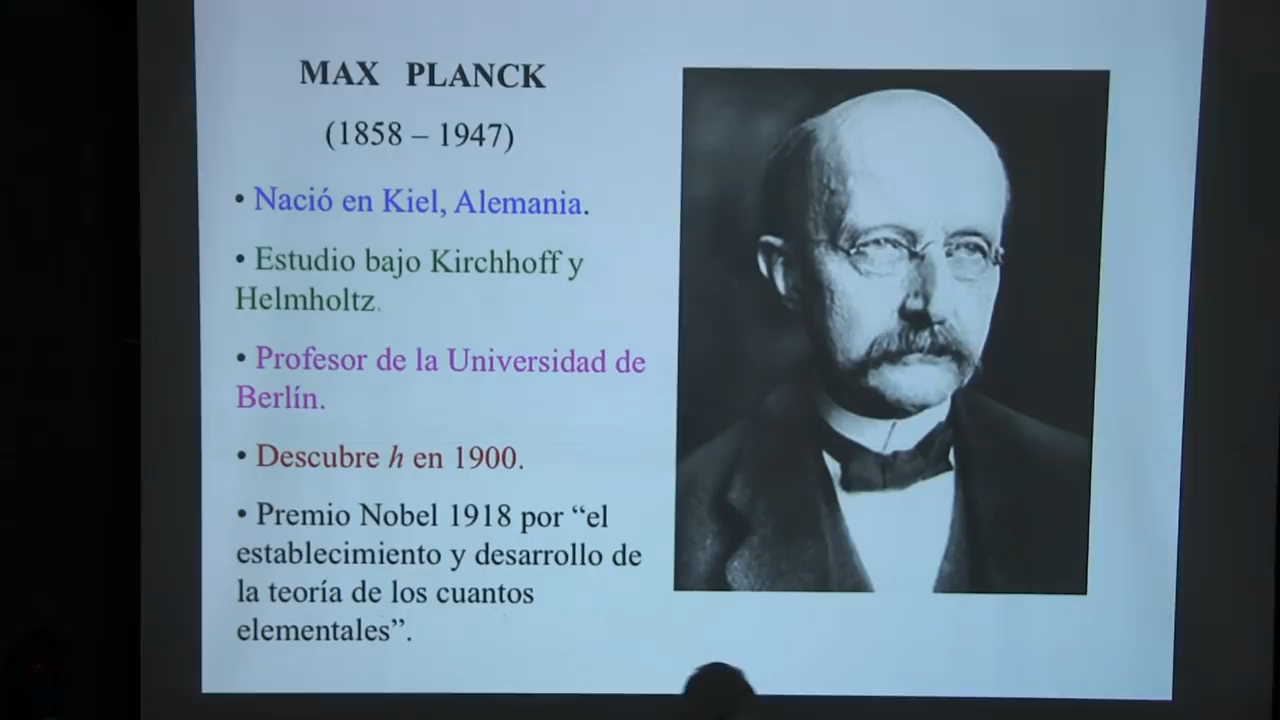 MAX PLANCK
(1858 – 1947)
• Nació en Kiel, Alemania.
• Estudio bajo Kirchhoff y
Helmholtz.
• Profesor de la Universidad de
Berlín.
• Descubre h en 1900.
• Premio Nobel 1918 por “el
establecimiento y desarrollo de
la teoría de los cuantos
elementales”.